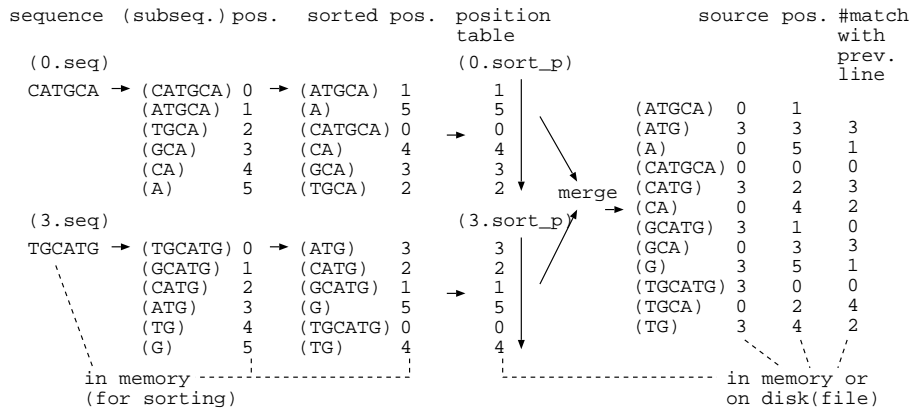 sequence (subseq.) pos. sorted pos. position table source pos. #match with prev. line
(0.seq) (0.sort_p)
CATGCA (CATGCA) 0 (ATGCA) 1 1
(ATGCA) 1 (A) 5 5
(TGCA) 2 (CATGCA) 0 0
(GCA) 3 (CA) 4 4
(CA) 4 (GCA) 3 3
(A) 5 (TGCA) 2 2
(3.seq) (3.sort_p)
TGCATG (TGCATG) 0 (ATG) 3 3
(GCATG) 1 (CATG) 2 2
(CATG) 2 (GCATG) 1 1
(ATG) 3 (G) 5 5
(TG) 4 (TGCATG) 0 0
(G) 5 (TG) 4 4
merge
(ATGCA) 0 1
(ATG) 3 3 3
(A) 0 5 1
(CATGCA) 0 0 0
(CATG) 3 2 3
(CA) 0 4 2
(GCATG) 3 1 0
(GCA) 0 3 3
(G) 3 5 1
(TGCATG) 3 0 0
(TGCA) 0 2 4
(TG) 3 4 2
in memory
(for sorting)
in memory or
on disk(file)